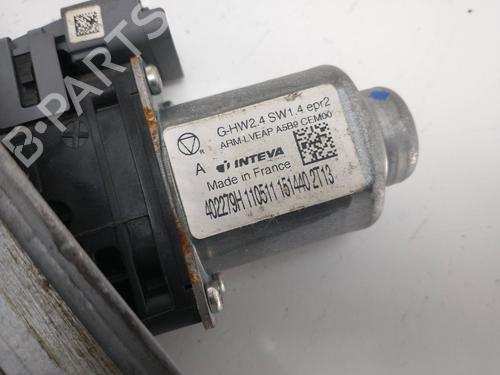 B-PARTS
G-HW2.4 SW1.4 epr2
ARM-LVEAP A5B9 CEM00
R
A INTEVA
Made in France
402279H 110511 151440 2T13